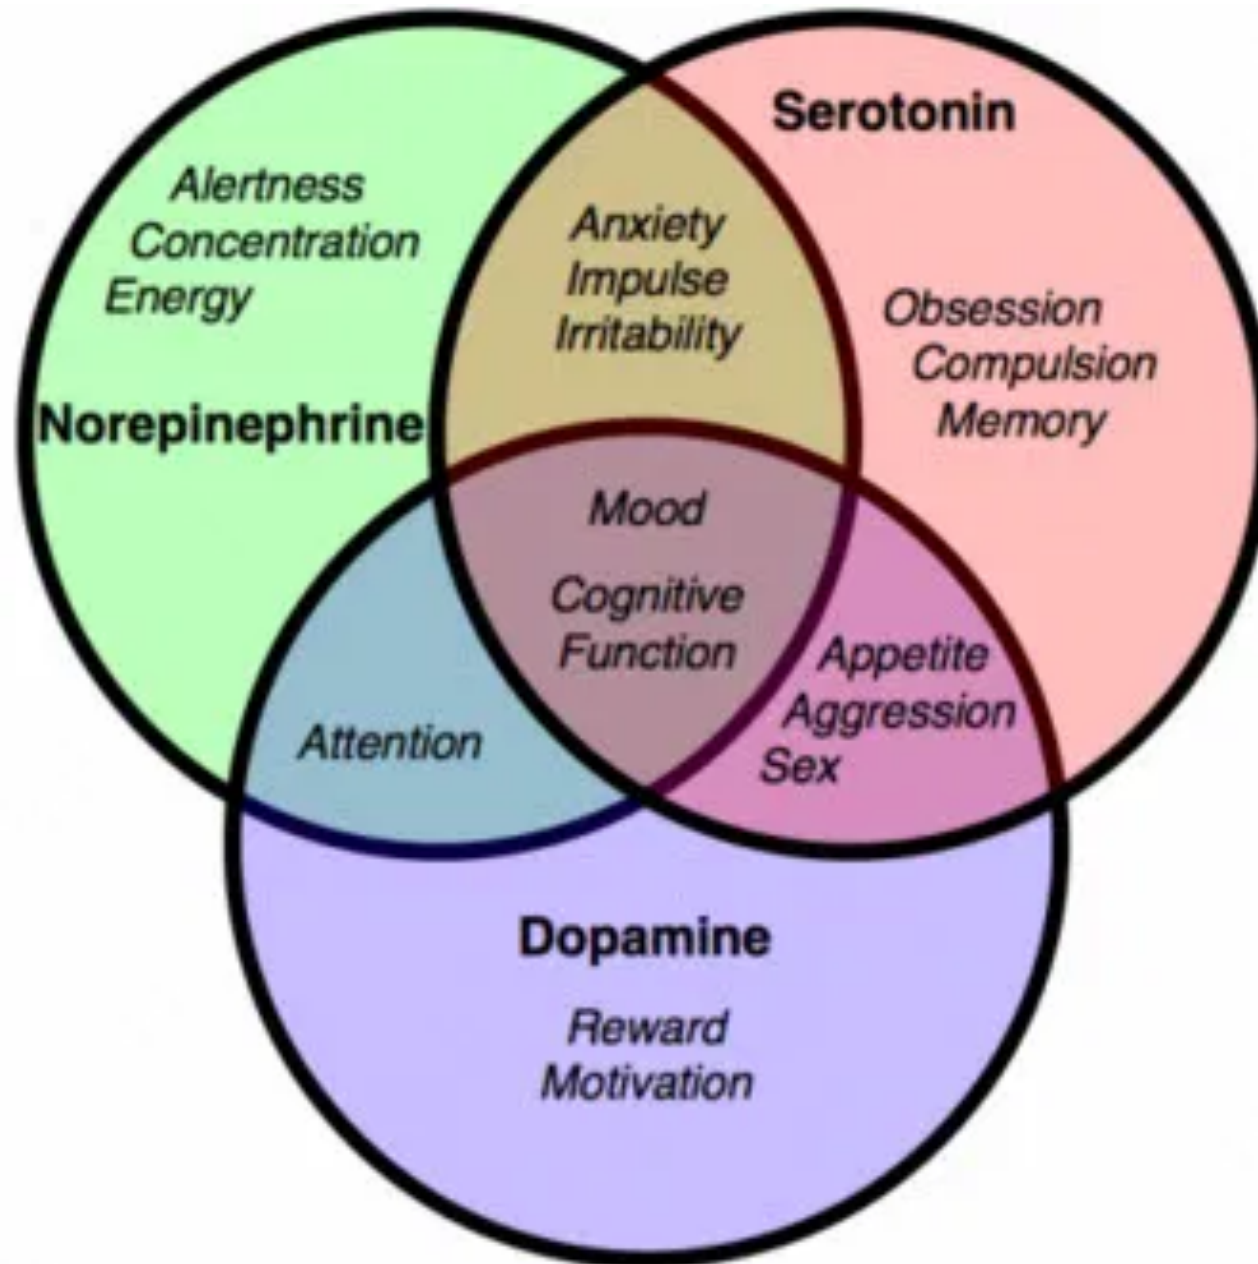 Serotonin
Alertness
Concentration
Energy
Anxiety
Impulse
Irritability
Obsession
Compulsion
Memory
Norepinephrine
Mood
Cognitive
Function
Appetite
Aggression
Sex
Attention
Dopamine
Reward
Motivation